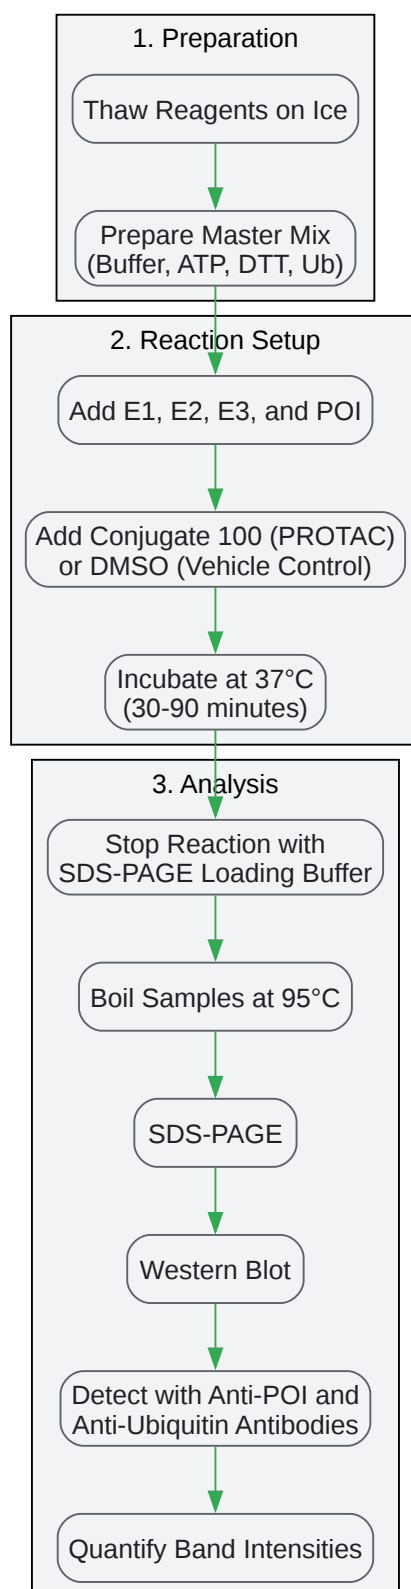 1. Preparation
Thaw Reagents on Ice
Prepare Master Mix
(Buffer, ATP, DTT, Ub)
2. Reaction Setup
Add E1, E2, E3, and POI
Add Conjugate 100 (PROTAC)
or DMSO (Vehicle Control)
Incubate at 37°C
(30-90 minutes)
3. Analysis
Stop Reaction with
SDS-PAGE Loading Buffer
Boil Samples at 95°C
SDS-PAGE
Western Blot
Detect with Anti-POI and
Anti-Ubiquitin Antibodies
Quantify Band Intensities